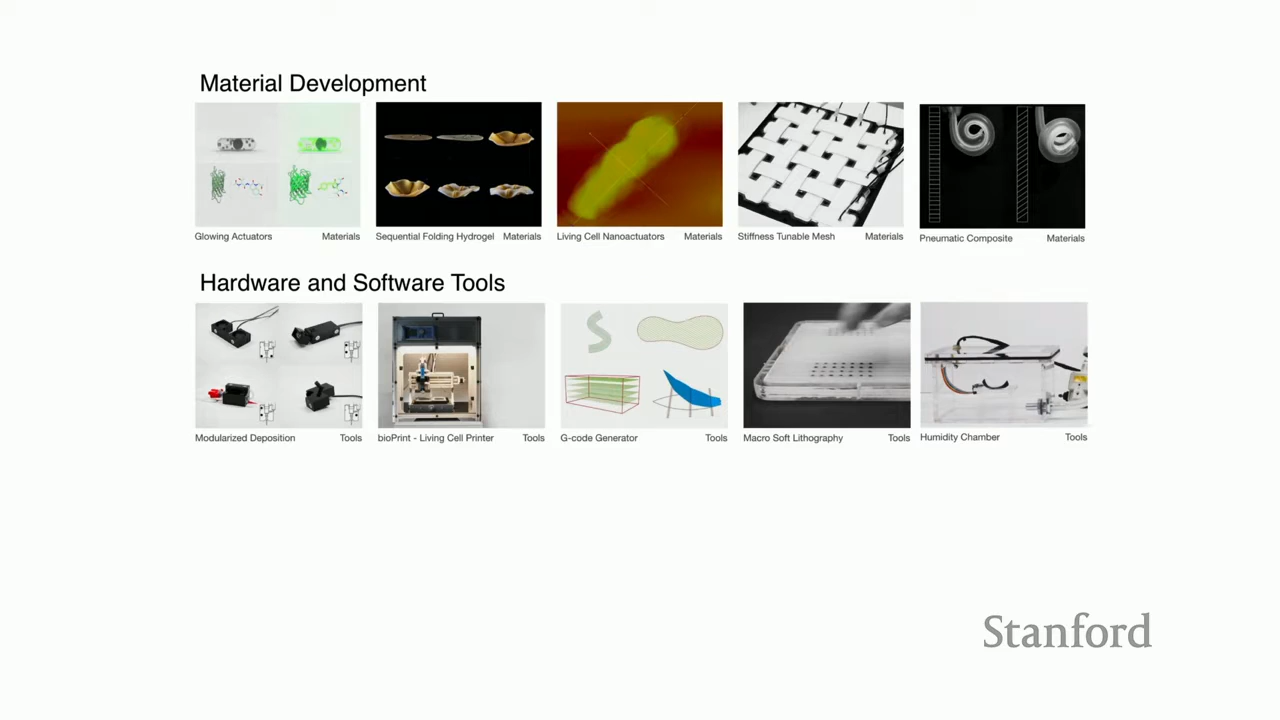 Material Development
Glowing Actuators Materials
Sequential Folding Hydrogel Materials
Living Cell Nanoactuators Materials
Stiffness Tunable Mesh Materials
Pneumatic Composite Materials
Hardware and Software Tools
Modularized Deposition Tools
bioPrint - Living Cell Printer Tools
G-code Generator Tools
Macro Soft Lithography Tools
Humidity Chamber Tools
Stanford